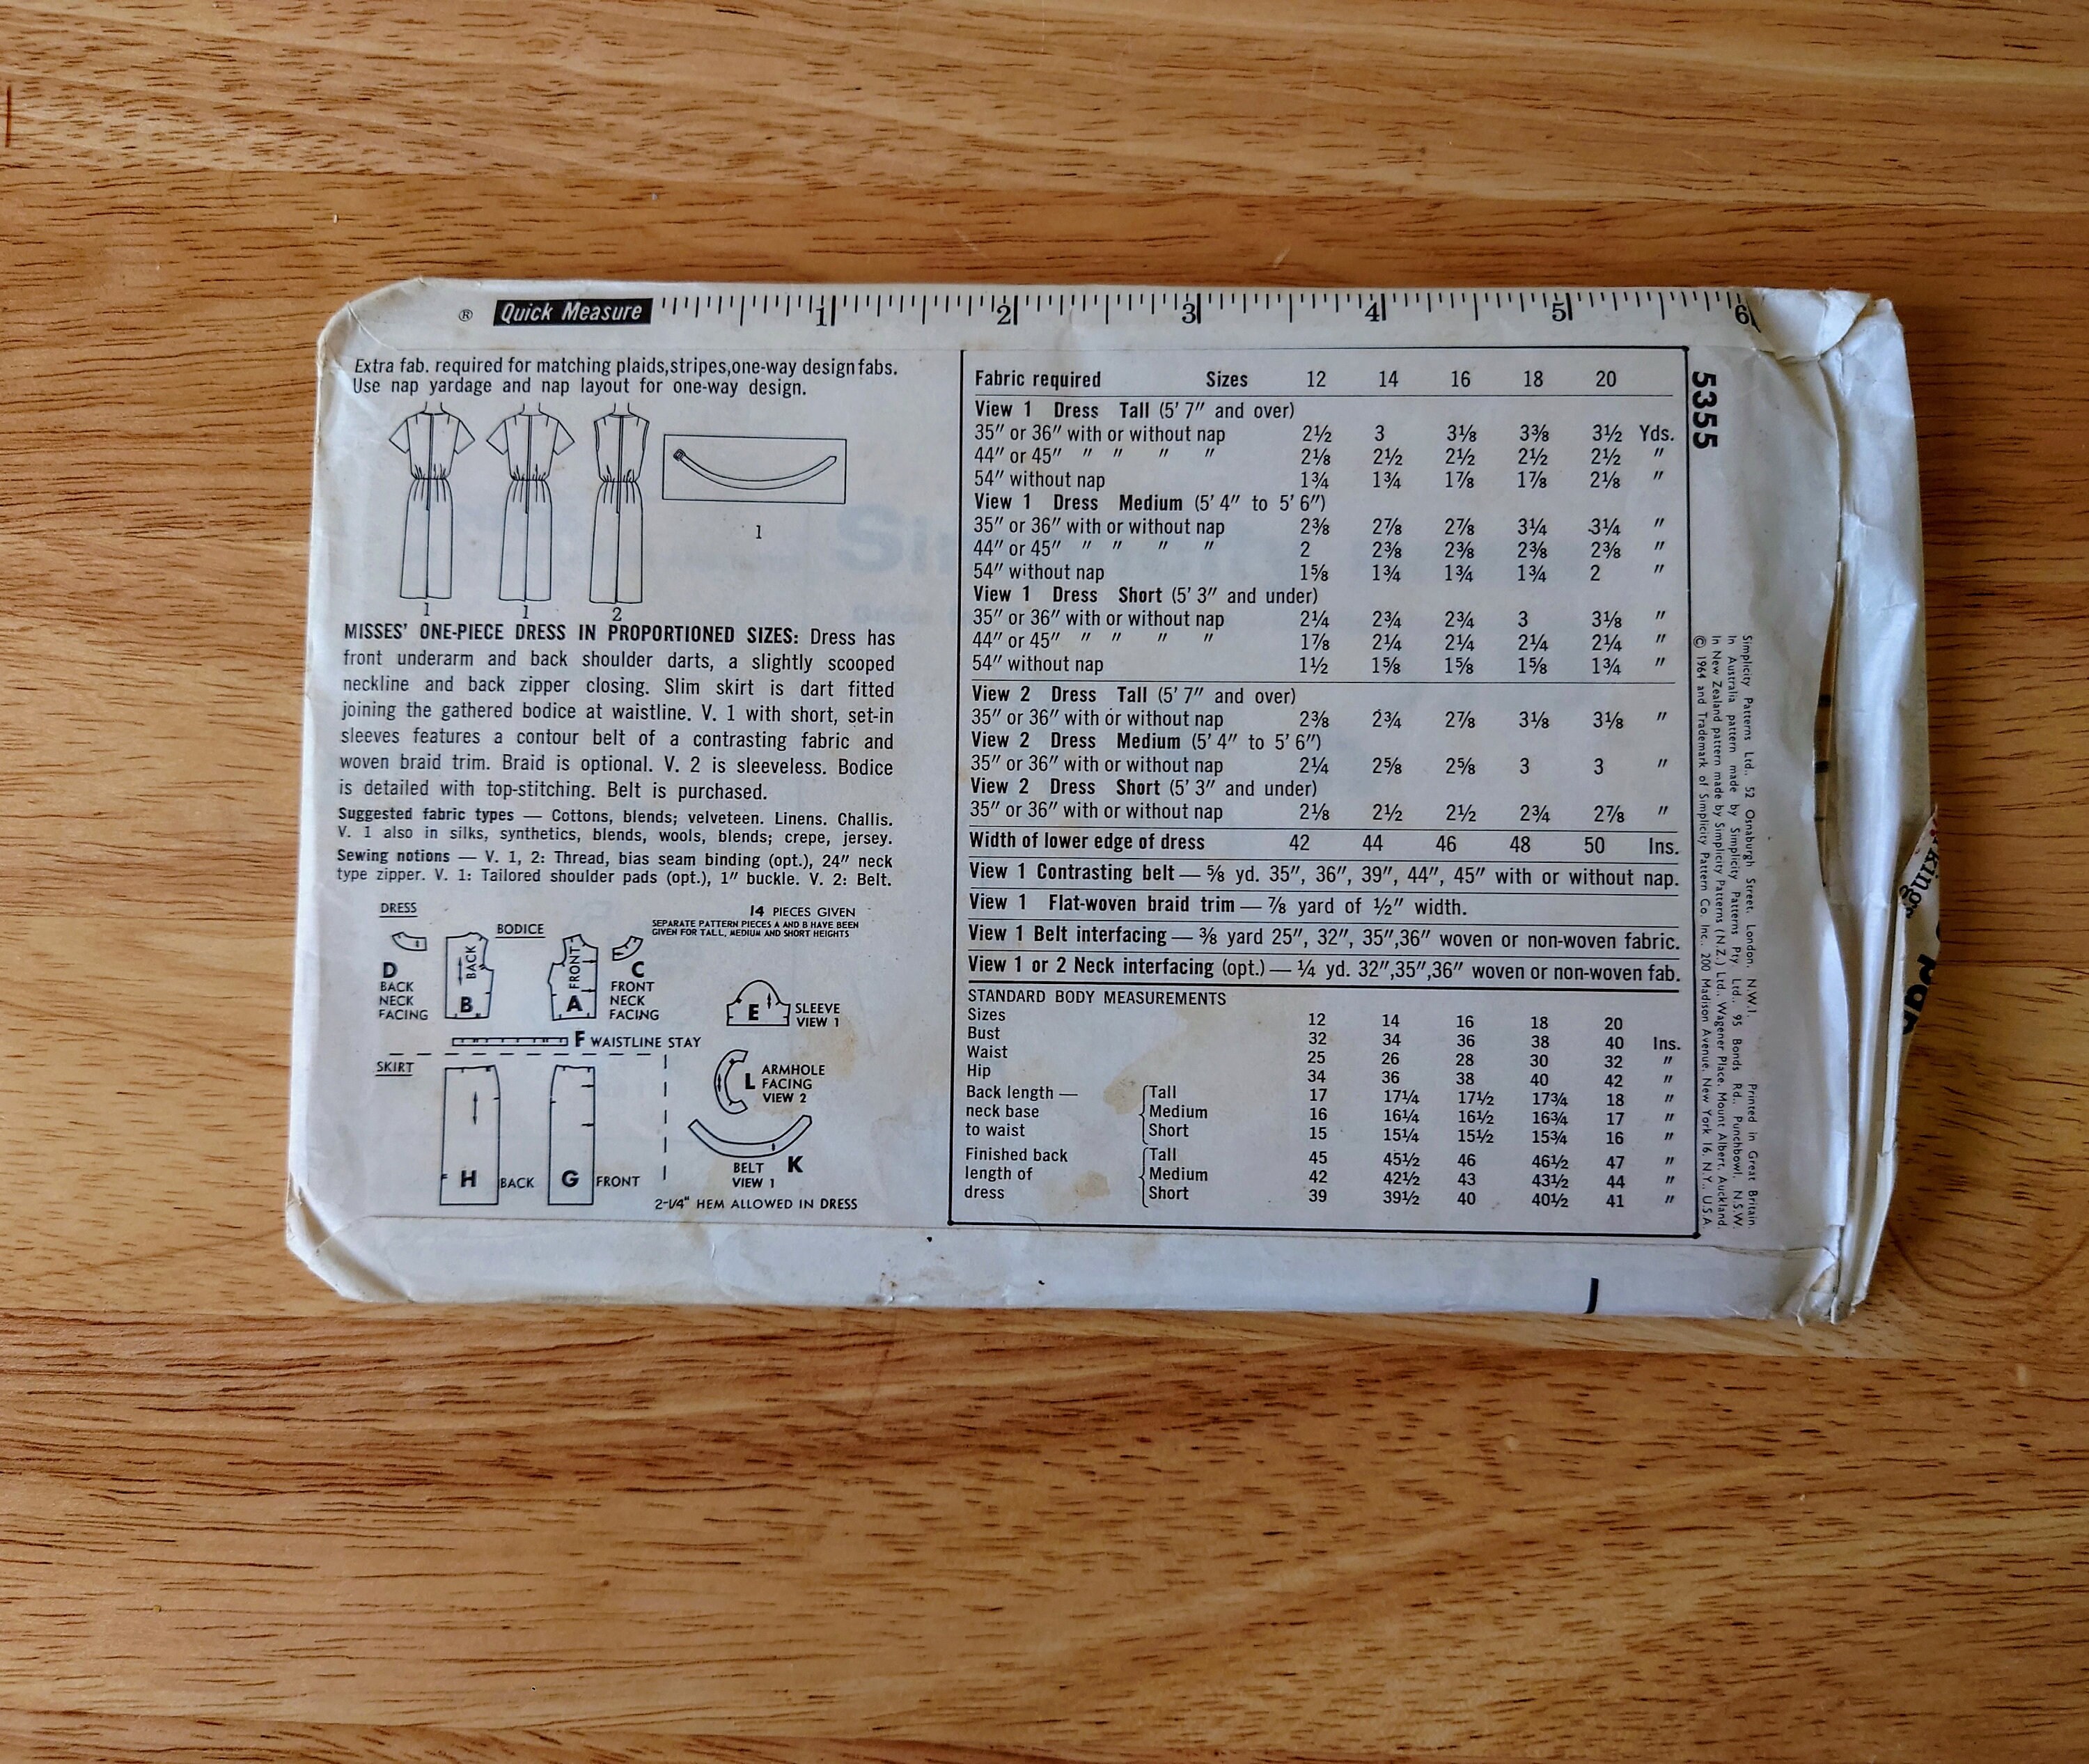 ® Quick Measure 1 2 3 4 5 6
Extra fab. required for matching plaids,stripes,one-way design fabs.
Use nap yardage and nap layout for one-way design.
1
1
1
2
MISSES' ONE-PIECE DRESS IN PROPORTIONED SIZES: Dress has
front underarm and back shoulder darts, a slightly scooped
neckline and back zipper closing. Slim skirt is dart fitted
joining the gathered bodice at waistline. V. 1 with short, set-in
sleeves features a contour belt of a contrasting fabric and
woven braid trim. Braid is optional. V. 2 is sleeveless. Bodice
is detailed with top-stitching. Belt is purchased.
Suggested fabric types — Cottons, blends; velveteen. Linens. Challis.
V. 1 also in silks, synthetics, blends, wools, blends; crepe, jersey.
Sewing notions — V. 1, 2: Thread, bias seam binding (opt.), 24" neck
type zipper. V. 1: Tailored shoulder pads (opt.), 1" buckle. V. 2: Belt.
DRESS
14 PIECES GIVEN
SEPARATE PATTERN PIECES A AND B HAVE BEEN
GIVEN FOR TALL, MEDIUM AND SHORT HEIGHTS
BODICE
D
BACK
NECK
FACING
BACK
B
FRONT
A
C
FRONT
NECK
FACING
E
SLEEVE
VIEW 1
F WAISTLINE STAY
SKIRT
L
ARMHOLE
FACING
VIEW 2
H BACK
G FRONT
BELT K
VIEW 1
2-1/4" HEM ALLOWED IN DRESS
Fabric required Sizes 12 14 16 18 20
View 1 Dress Tall (5' 7" and over)
35" or 36" with or without nap 2½ 3 3⅛ 3⅜ 3½ Yds.
44" or 45" " " " " 2⅛ 2½ 2½ 2½ 2½ "
54" without nap 1¾ 1¾ 1⅞ 1⅞ 2⅛ "
View 1 Dress Medium (5' 4" to 5' 6")
35" or 36" with or without nap 2⅜ 2⅞ 2⅞ 3¼ 3¼ "
44" or 45" " " " " 2 2⅜ 2⅜ 2⅜ 2⅜ "
54" without nap 1⅝ 1¾ 1¾ 1¾ 2 "
View 1 Dress Short (5' 3" and under)
35" or 36" with or without nap 2¼ 2¾ 2¾ 3 3⅛ "
44" or 45" " " " " 1⅞ 2¼ 2¼ 2¼ 2¼ "
54" without nap 1½ 1⅝ 1⅝ 1⅝ 1¾ "
View 2 Dress Tall (5' 7" and over)
35" or 36" with or without nap 2⅜ 2¾ 2⅞ 3⅛ 3⅛ "
View 2 Dress Medium (5' 4" to 5' 6")
35" or 36" with or without nap 2¼ 2⅝ 2⅝ 3 3 "
View 2 Dress Short (5' 3" and under)
35" or 36" with or without nap 2⅛ 2½ 2½ 2¾ 2⅞ "
Width of lower edge of dress 42 44 46 48 50 Ins.
View 1 Contrasting belt — ⅝ yd. 35", 36", 39", 44", 45" with or without nap.
View 1 Flat-woven braid trim — ⅞ yard of ½" width.
View 1 Belt interfacing — ⅜ yard 25", 32", 35",36" woven or non-woven fabric.
View 1 or 2 Neck interfacing (opt.) — ¼ yd. 32",35",36" woven or non-woven fab.
STANDARD BODY MEASUREMENTS
Sizes 12 14 16 18 20
Bust 32 34 36 38 40 Ins.
Waist 25 26 28 30 32 "
Hip 34 36 38 40 42 "
Back length — Tall 17 17¼ 17½ 17¾ 18 "
neck base Medium 16 16¼ 16½ 16¾ 17 "
to waist Short 15 15¼ 15½ 15¾ 16 "
Finished back Tall 45 45½ 46 46½ 47 "
length of Medium 42 42½ 43 43½ 44 "
dress Short 39 39½ 40 40½ 41 "
5355
Simplicity Patterns Ltd., 52 Osnaburgh Street, London, N.W.1. Printed in Great Britain
In Australia pattern made by Simplicity Patterns Pty. Ltd., 95 Bonds Rd., Punchbowl, N.S.W.
In New Zealand pattern made by Simplicity Patterns (N.Z.) Ltd., Wagener Place, Mount Albert, Auckland.
© 1964 and Trademark of Simplicity Pattern Co. Inc., 200 Madison Avenue, New York 16, N.Y., U.S.A.